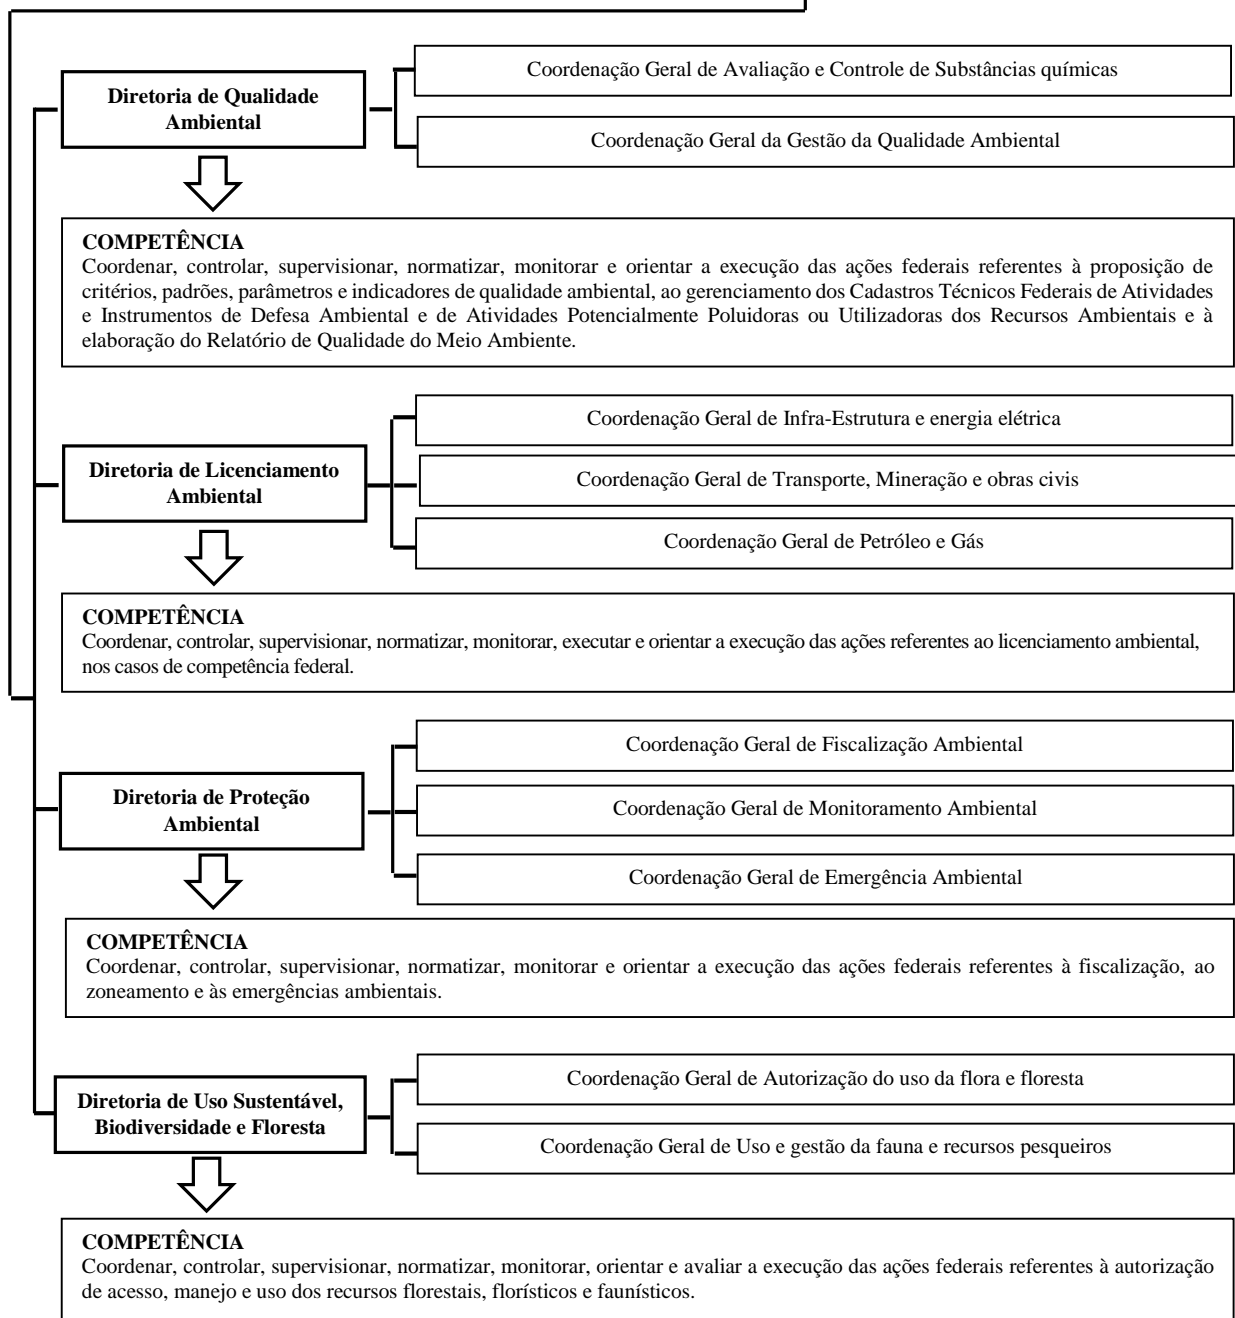 Coordenação Geral de Avaliação e Controle de Substâncias químicas
Diretoria de Qualidade
Ambiental
Coordenação Geral da Gestão da Qualidade Ambiental
COMPETÊNCIA
Coordenar, controlar, supervisionar, normatizar, monitorar e orientar a execução das ações federais referentes à proposição de
critérios, padrões, parâmetros e indicadores de qualidade ambiental, ao gerenciamento dos Cadastros Técnicos Federais de Atividades
e Instrumentos de Defesa Ambiental e de Atividades Potencialmente Poluidoras ou Utilizadoras dos Recursos Ambientais e à
elaboração do Relatório de Qualidade do Meio Ambiente.
Coordenação Geral de Infra-Estrutura e energia elétrica
Diretoria de Licenciamento
Ambiental
Coordenação Geral de Transporte, Mineração e obras civis
Coordenação Geral de Petróleo e Gás
COMPETÊNCIA
Coordenar, controlar, supervisionar, normatizar, monitorar, executar e orientar a execução das ações referentes ao licenciamento ambiental,
nos casos de competência federal.
Coordenação Geral de Fiscalização Ambiental
Diretoria de Proteção
Ambiental
Coordenação Geral de Monitoramento Ambiental
Coordenação Geral de Emergência Ambiental
COMPETÊNCIA
Coordenar, controlar, supervisionar, normatizar, monitorar e orientar a execução das ações federais referentes à fiscalização, ao
zoneamento e às emergências ambientais.
Coordenação Geral de Autorização do uso da flora e floresta
Diretoria de Uso Sustentável,
Biodiversidade e Floresta
Coordenação Geral de Uso e gestão da fauna e recursos pesqueiros
COMPETÊNCIA
Coordenar, controlar, supervisionar, normatizar, monitorar, orientar e avaliar a execução das ações federais referentes à autorização
de acesso, manejo e uso dos recursos florestais, florísticos e faunísticos.